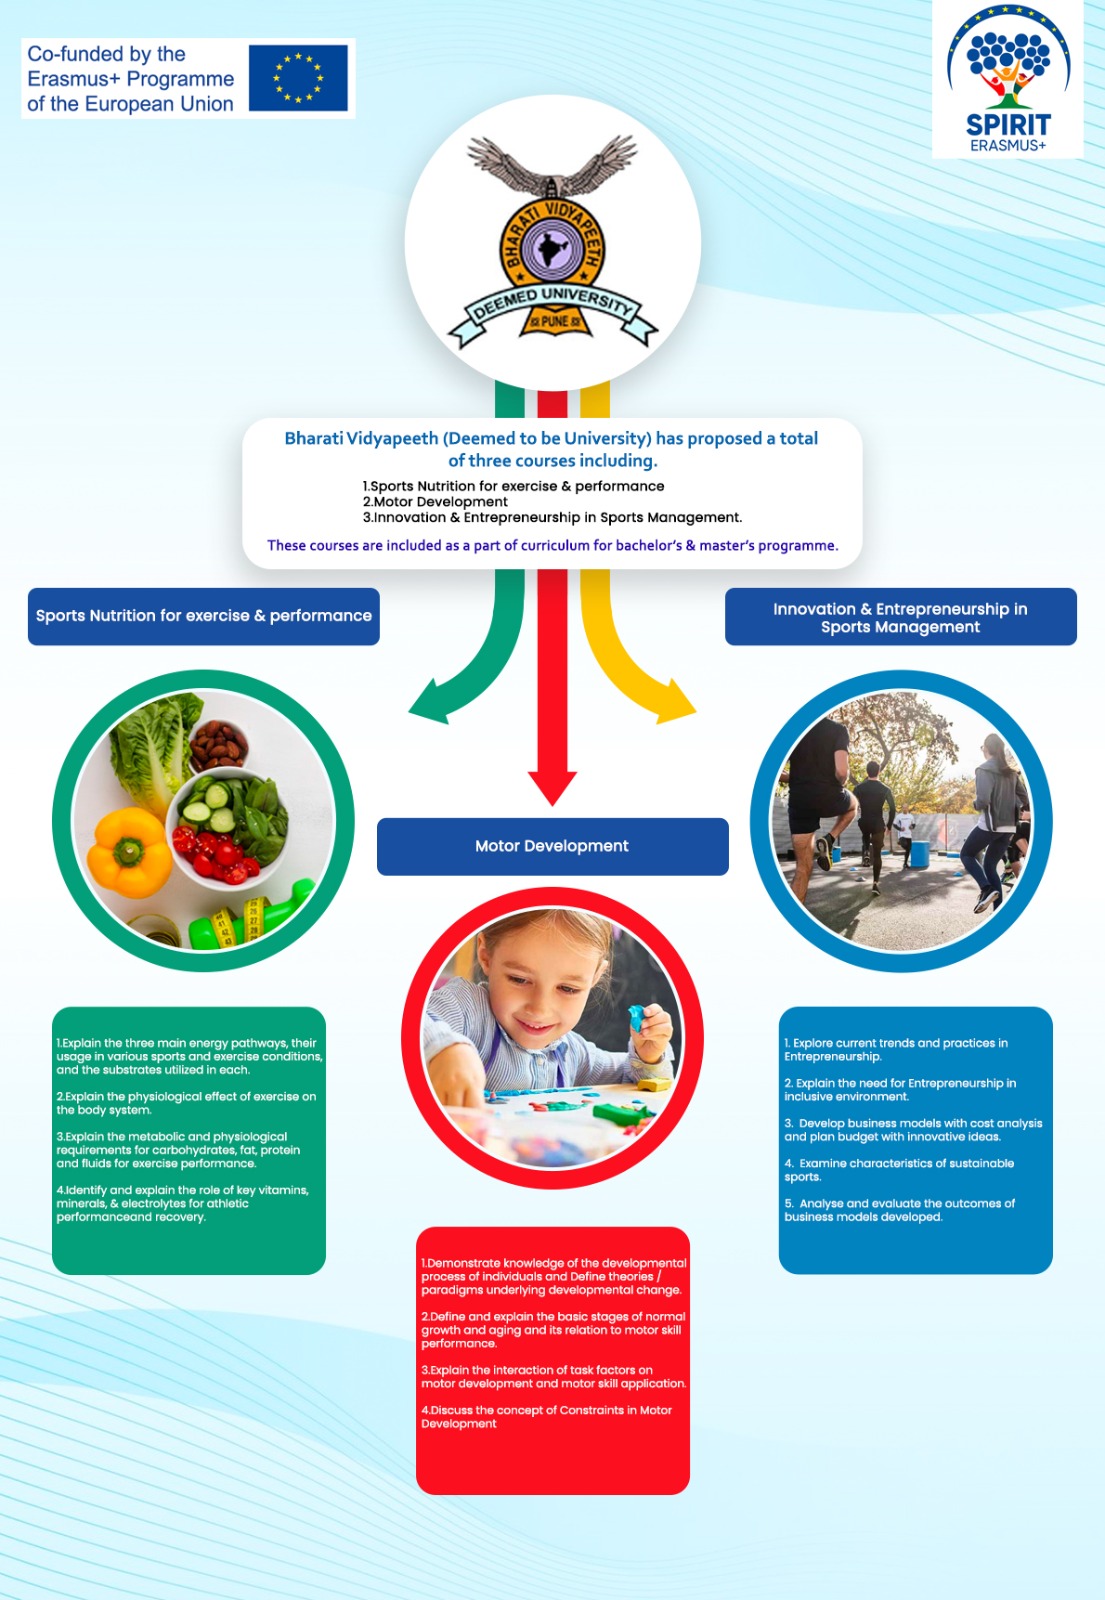 Co-funded by the
Erasmus+ Programme
of the European Union
SPIRIT
ERASMUS+
BHARATI VIDYAPEETH
DEEMED UNIVERSITY
PUNE
Bharati Vidyapeeth (Deemed to be University) has proposed a total
of three courses including.
1.Sports Nutrition for exercise & performance
2.Motor Development
3.Innovation & Entrepreneurship in Sports Management.
These courses are included as a part of curriculum for bachelor's & master's programme.
Sports Nutrition for exercise & performance
Innovation & Entrepreneurship in
Sports Management
Motor Development
1.Explain the three main energy pathways, their
usage in various sports and exercise conditions,
and the substrates utilized in each.
2.Explain the physiological effect of exercise on
the body system.
3.Explain the metabolic and physiological
requirements for carbohydrates, fat, protein
and fluids for exercise performance.
4.Identify and explain the role of key vitamins,
minerals, & electrolytes for athletic
performanceand recovery.
1. Explore current trends and practices in
Entrepreneurship.
2. Explain the need for Entrepreneurship in
inclusive environment.
3. Develop business models with cost analysis
and plan budget with innovative ideas.
4. Examine characteristics of sustainable
sports.
5. Analyse and evaluate the outcomes of
business models developed.
1.Demonstrate knowledge of the developmental
process of individuals and Define theories /
paradigms underlying developmental change.
2.Define and explain the basic stages of normal
growth and aging and its relation to motor skill
performance.
3.Explain the interaction of task factors on
motor development and motor skill application.
4.Discuss the concept of Constraints in Motor
Development